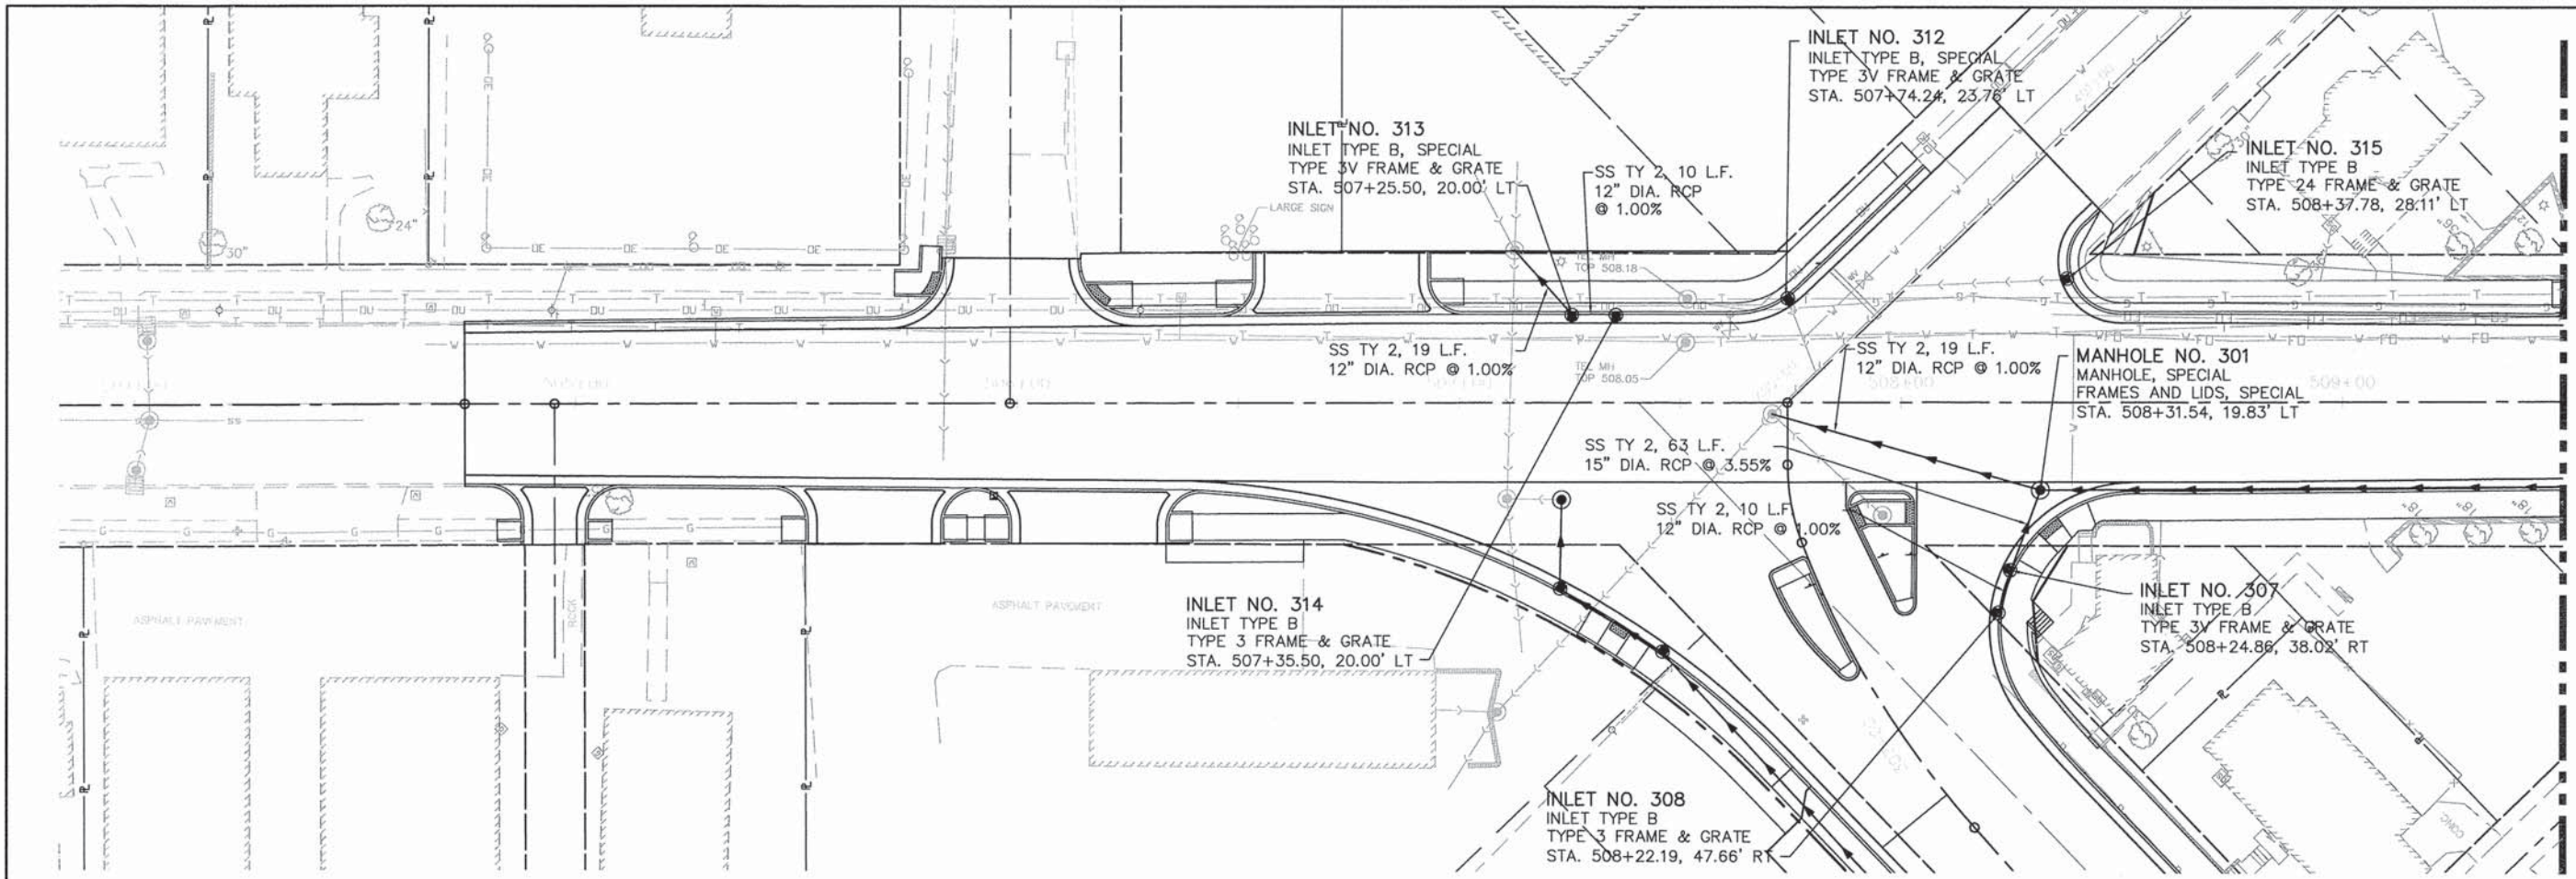 INLET NO. 312
INLET TYPE B, SPECIAL
TYPE 3V FRAME & GRATE
STA. 507+74.24, 23.76' LT
INLET NO. 313
INLET TYPE B, SPECIAL
TYPE 3V FRAME & GRATE
STA. 507+25.50, 20.00' LT
SS TY 2, 10 L.F.
12" DIA. RCP
@ 1.00%
INLET NO. 315
INLET TYPE B
TYPE 24 FRAME & GRATE
STA. 508+37.78, 28.11' LT
LARGE SIGN
30"
24"
30"
TEL MH
TOP 508.18
SS TY 2, 19 L.F.
12" DIA. RCP @ 1.00%
TEL MH
TOP 508.05
SS TY 2, 19 L.F.
12" DIA. RCP @ 1.00%
MANHOLE NO. 301
MANHOLE, SPECIAL
FRAMES AND LIDS, SPECIAL
STA. 508+31.54, 19.83' LT
508+00
509+00
SS TY 2, 63 L.F.
15" DIA. RCP @ 3.55%
SS TY 2, 10 L.F.
12" DIA. RCP @ 1.00%
18"
18"
18"
INLET NO. 307
INLET TYPE B
TYPE 3V FRAME & GRATE
STA. 508+24.86, 38.02' RT
ASPHALT PAVEMENT
ROCK
ASPHALT PAVEMENT
INLET NO. 314
INLET TYPE B
TYPE 3 FRAME & GRATE
STA. 507+35.50, 20.00' LT
INLET NO. 308
INLET TYPE B
TYPE 3 FRAME & GRATE
STA. 508+22.19, 47.66' RT
CONC